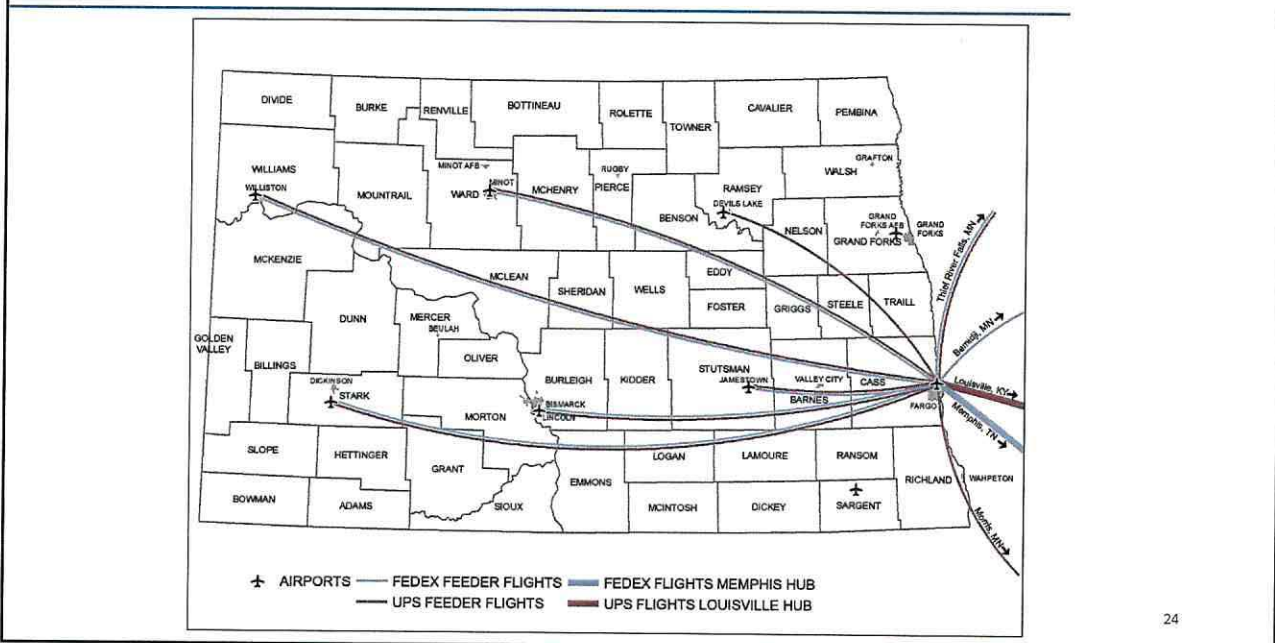 DIVIDE
BURKE
RENVILLE
BOTTINEAU
ROLETTE
TOWNER
CAVALIER
PEMBINA
WILLIAMS
WILLISTON
MOUNTRAIL
MINOT AFB
WARD
MINOT
MCHENRY
RUGBY
PIERCE
BENSON
RAMSEY
DEVILS LAKE
WALSH
GRAFTON
NELSON
GRAND
FORKS AFB
GRAND FORKS
GRAND
FORKS
MCKENZIE
MCLEAN
SHERIDAN
WELLS
EDDY
FOSTER
GRIGGS
STEELE
TRAILL
Thief River Falls, MN
GOLDEN
VALLEY
BILLINGS
DUNN
MERCER
BEULAH
OLIVER
BURLEIGH
KIDDER
STUTSMAN
JAMESTOWN
VALLEY CITY
BARNES
CASS
FARGO
Bemidji, MN
Louisville, KY
Memphis, TN
DICKINSON
STARK
MORTON
BISMARCK
LINCOLN
SLOPE
HETTINGER
GRANT
EMMONS
LOGAN
LAMOURE
RANSOM
RICHLAND
WAHPETON
BOWMAN
ADAMS
SIOUX
MCINTOSH
DICKEY
SARGENT
Morris, MN
AIRPORTS FEDEX FEEDER FLIGHTS FEDEX FLIGHTS MEMPHIS HUB
UPS FEEDER FLIGHTS UPS FLIGHTS LOUISVILLE HUB
24